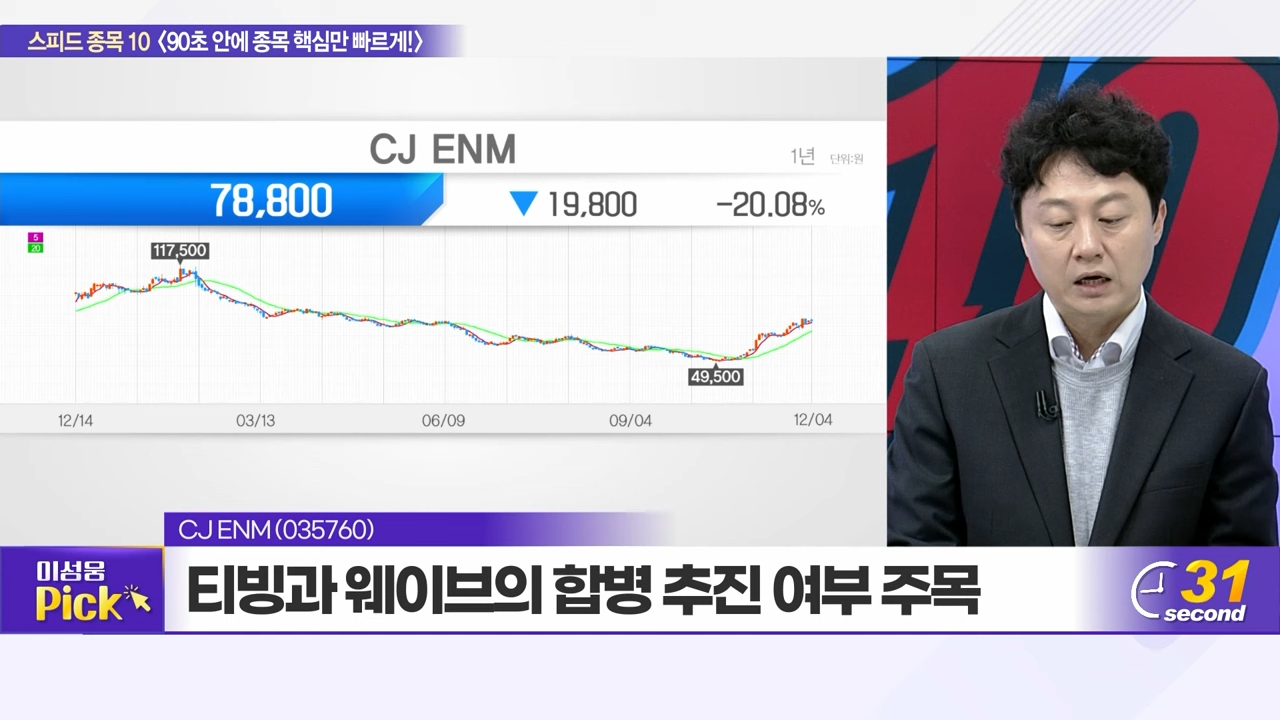 스피드 종목 10 <90초 안에 종목 핵심만 빠르게!>
CJ ENM
1년 단위:원
78,800 ▼ 19,800 -20.08%
5
20
117,500
49,500
12/14 03/13 06/09 09/04 12/04
CJ ENM (035760)
이성웅
Pick
티빙과 웨이브의 합병 추진 여부 주목
31
second
10